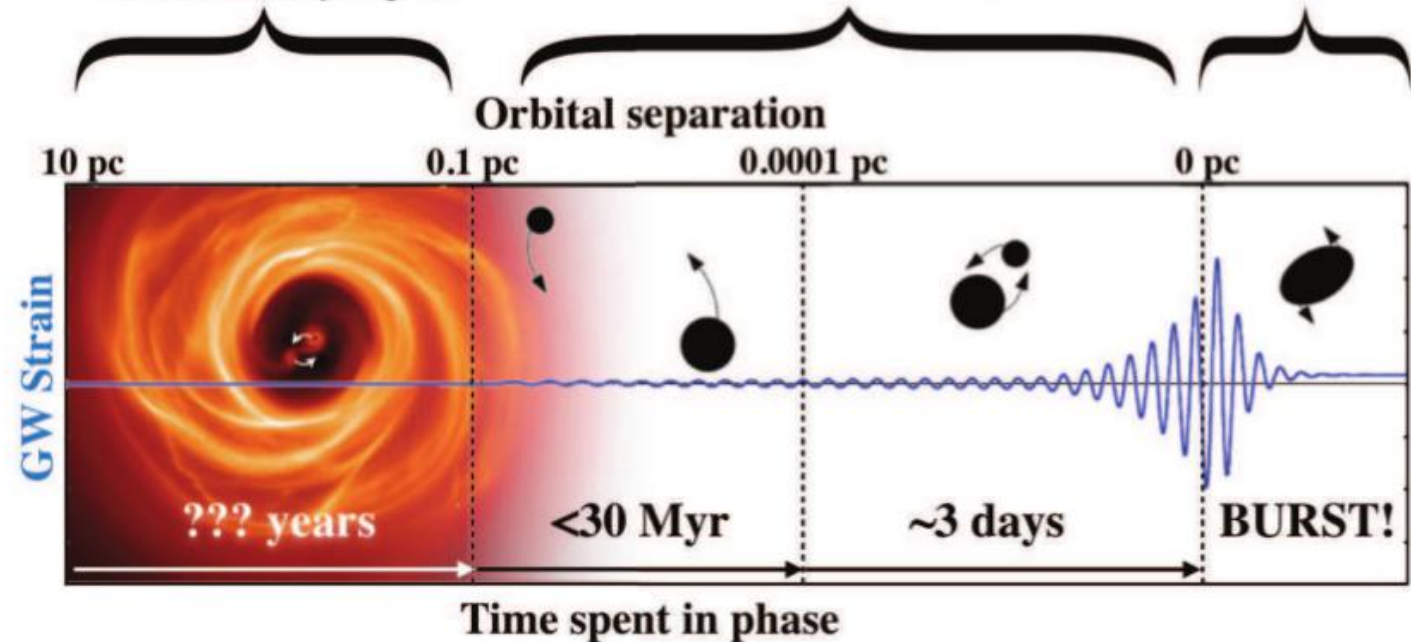 Orbital separation
10 pc 0.1 pc 0.0001 pc 0 pc
GW Strain
??? years <30 Myr ~3 days BURST!
Time spent in phase